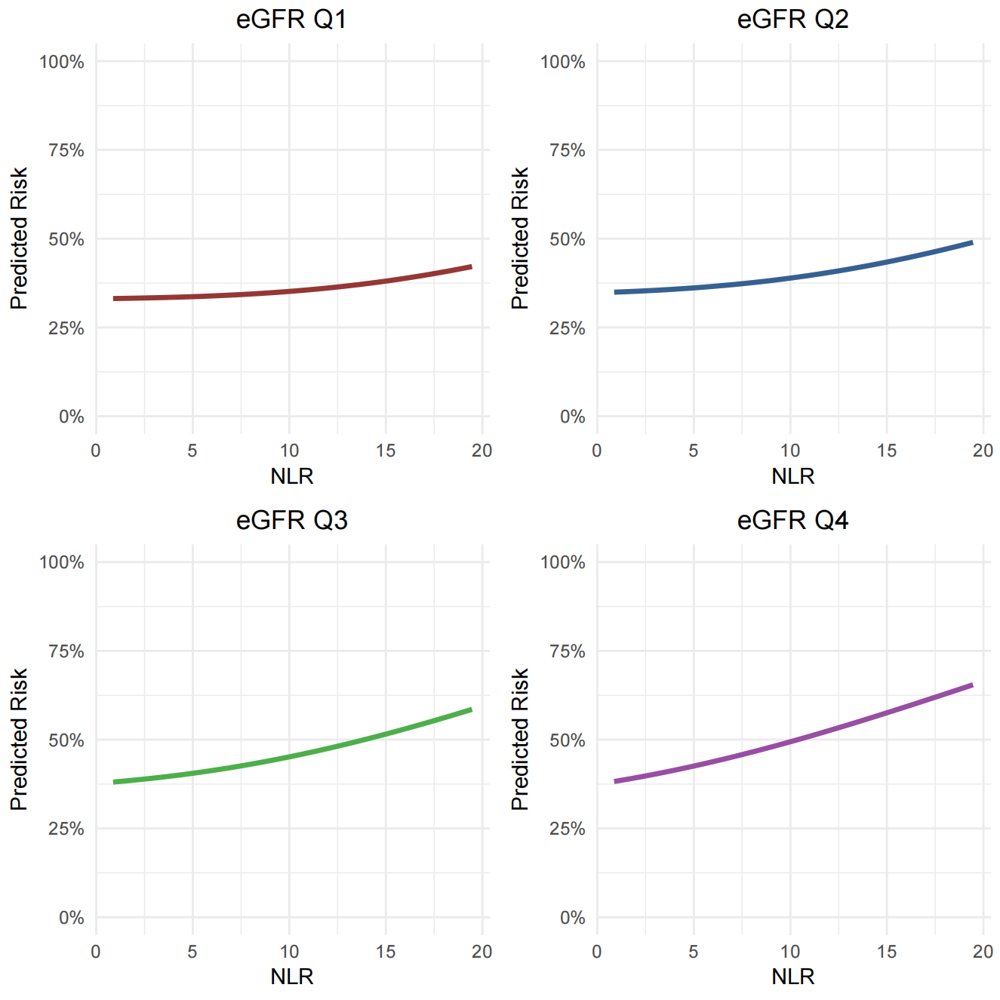 eGFR Q1
100%
75%
50%
25%
0%
Predicted Risk
0 5 10 15 20
NLR
eGFR Q2
100%
75%
50%
25%
0%
Predicted Risk
0 5 10 15 20
NLR
eGFR Q3
100%
75%
50%
25%
0%
Predicted Risk
0 5 10 15 20
NLR
eGFR Q4
100%
75%
50%
25%
0%
Predicted Risk
0 5 10 15 20
NLR